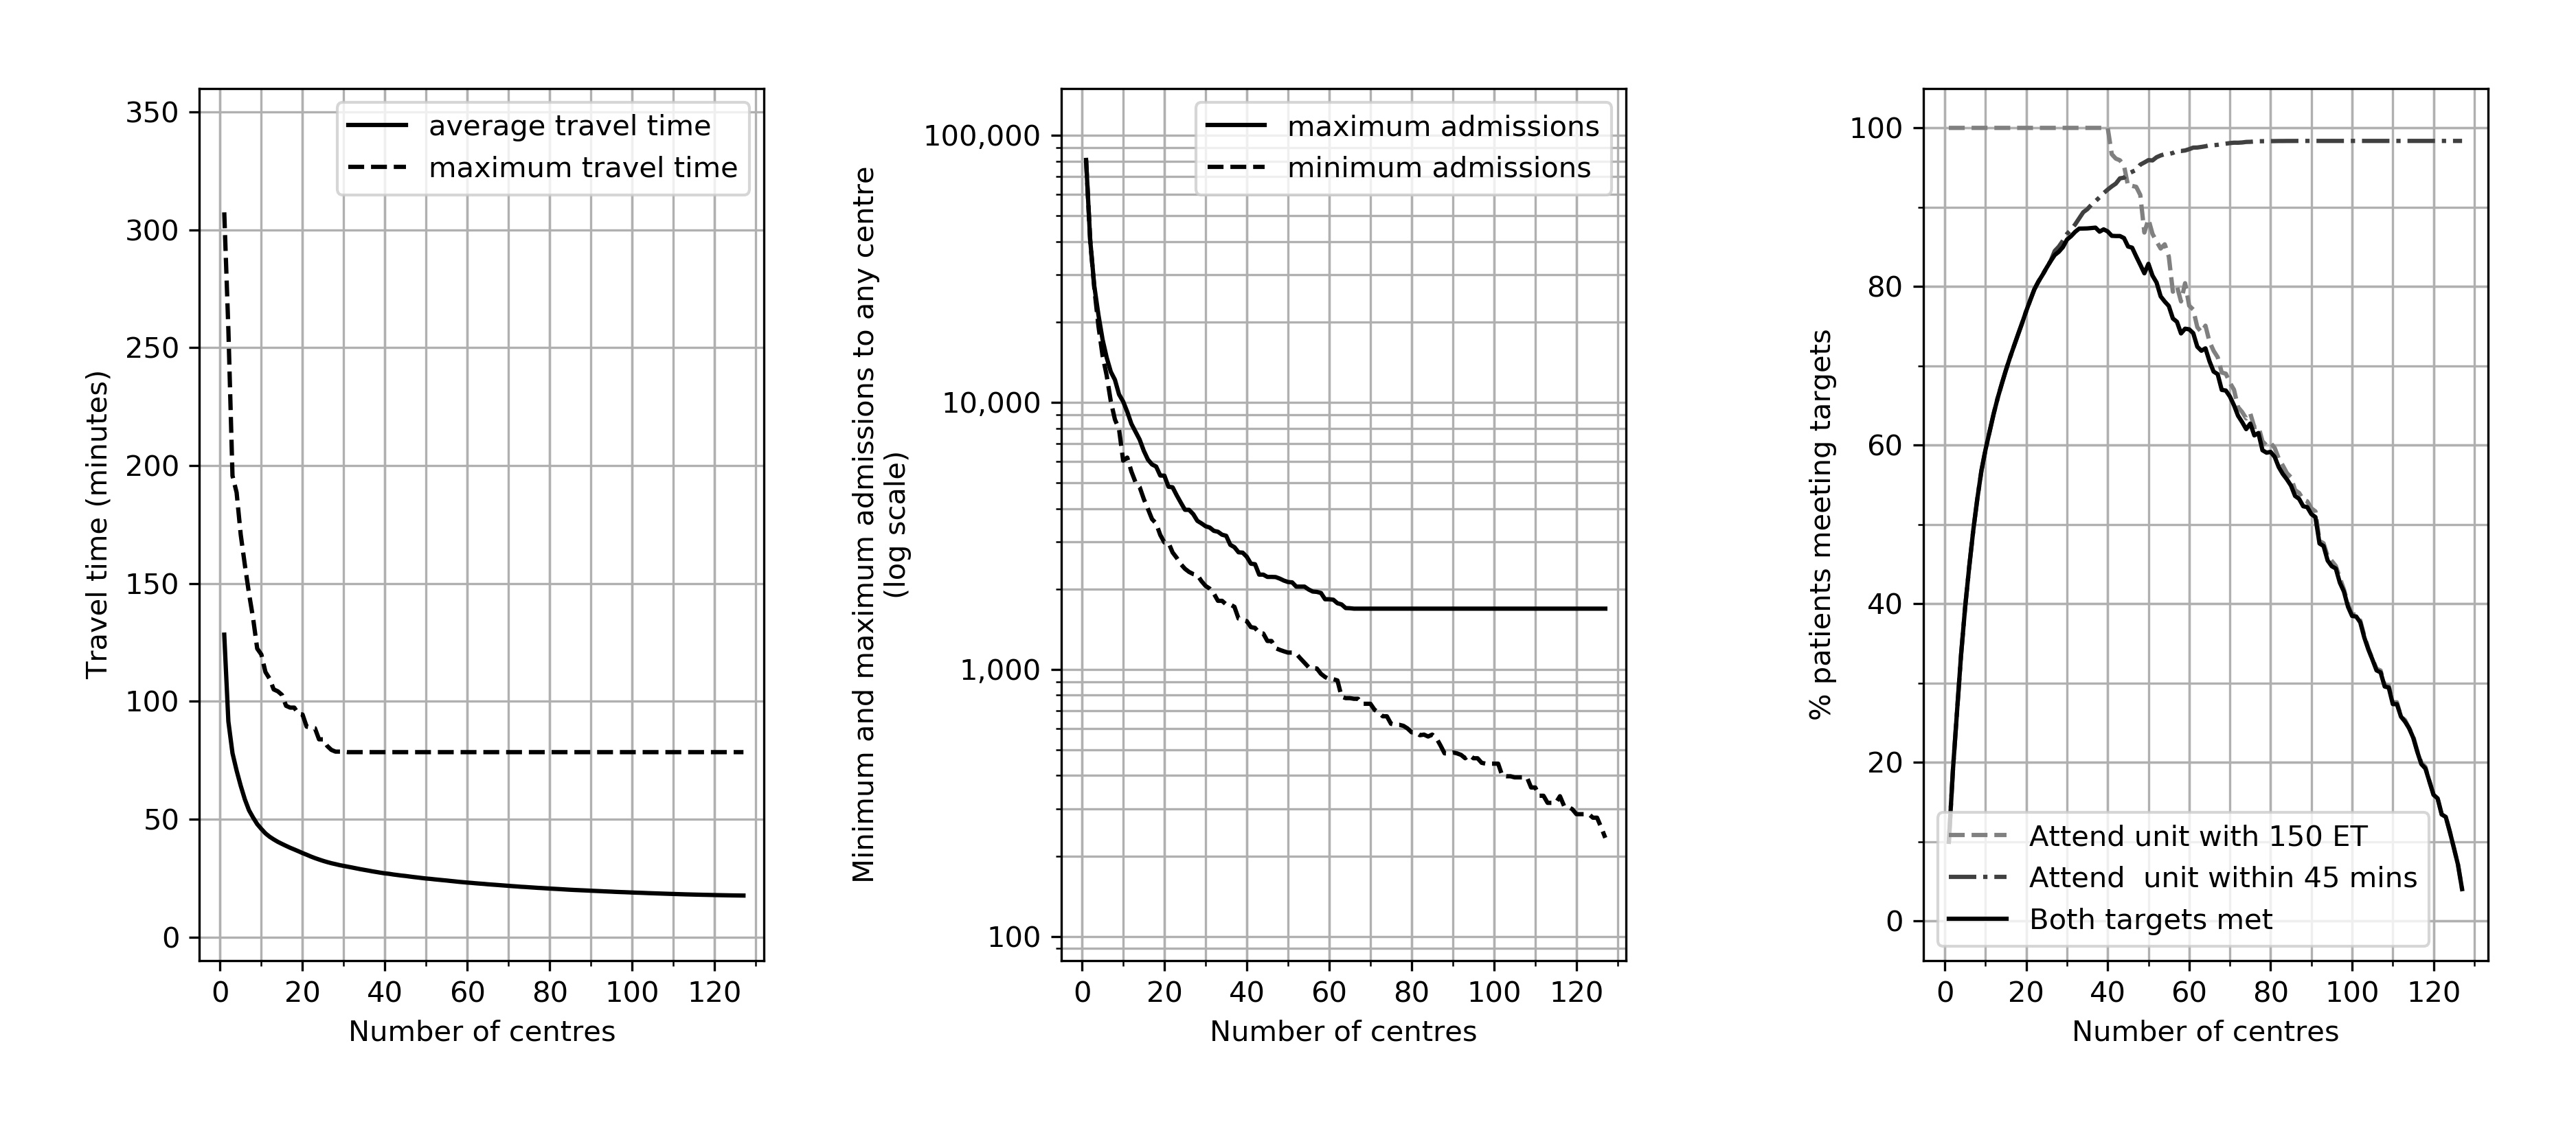 Travel time (minutes)
350
300
250
200
150
100
50
0
average travel time
maximum travel time
0 20 40 60 80 100 120
Number of centres
Minimum and maximum admissions to any centre
(log scale)
100,000
10,000
1,000
100
maximum admissions
minimum admissions
0 20 40 60 80 100 120
Number of centres
% patients meeting targets
100
80
60
40
20
0
Attend unit with 150 ET
Attend  unit within 45 mins
Both targets met
0 20 40 60 80 100 120
Number of centres